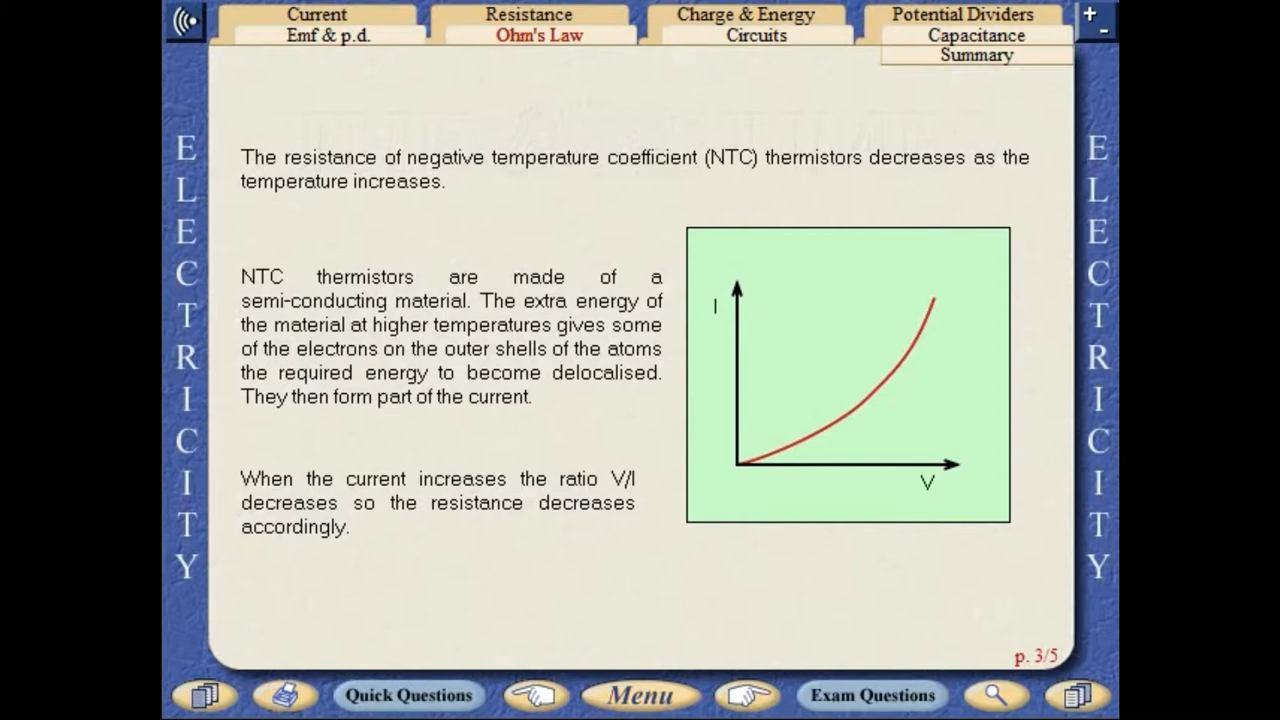 Current Resistance Charge & Energy Potential Dividers
Emf & p.d. Ohm's Law Circuits Capacitance
Summary
+
-
ELECTRICITY
The resistance of negative temperature coefficient (NTC) thermistors decreases as the
temperature increases.
NTC thermistors are made of a
semi-conducting material. The extra energy of
the material at higher temperatures gives some
of the electrons on the outer shells of the atoms
the required energy to become delocalised.
They then form part of the current.
I
V
When the current increases the ratio V/I
decreases so the resistance decreases
accordingly.
ELECTRICITY
p. 3/5
Quick Questions Menu Exam Questions